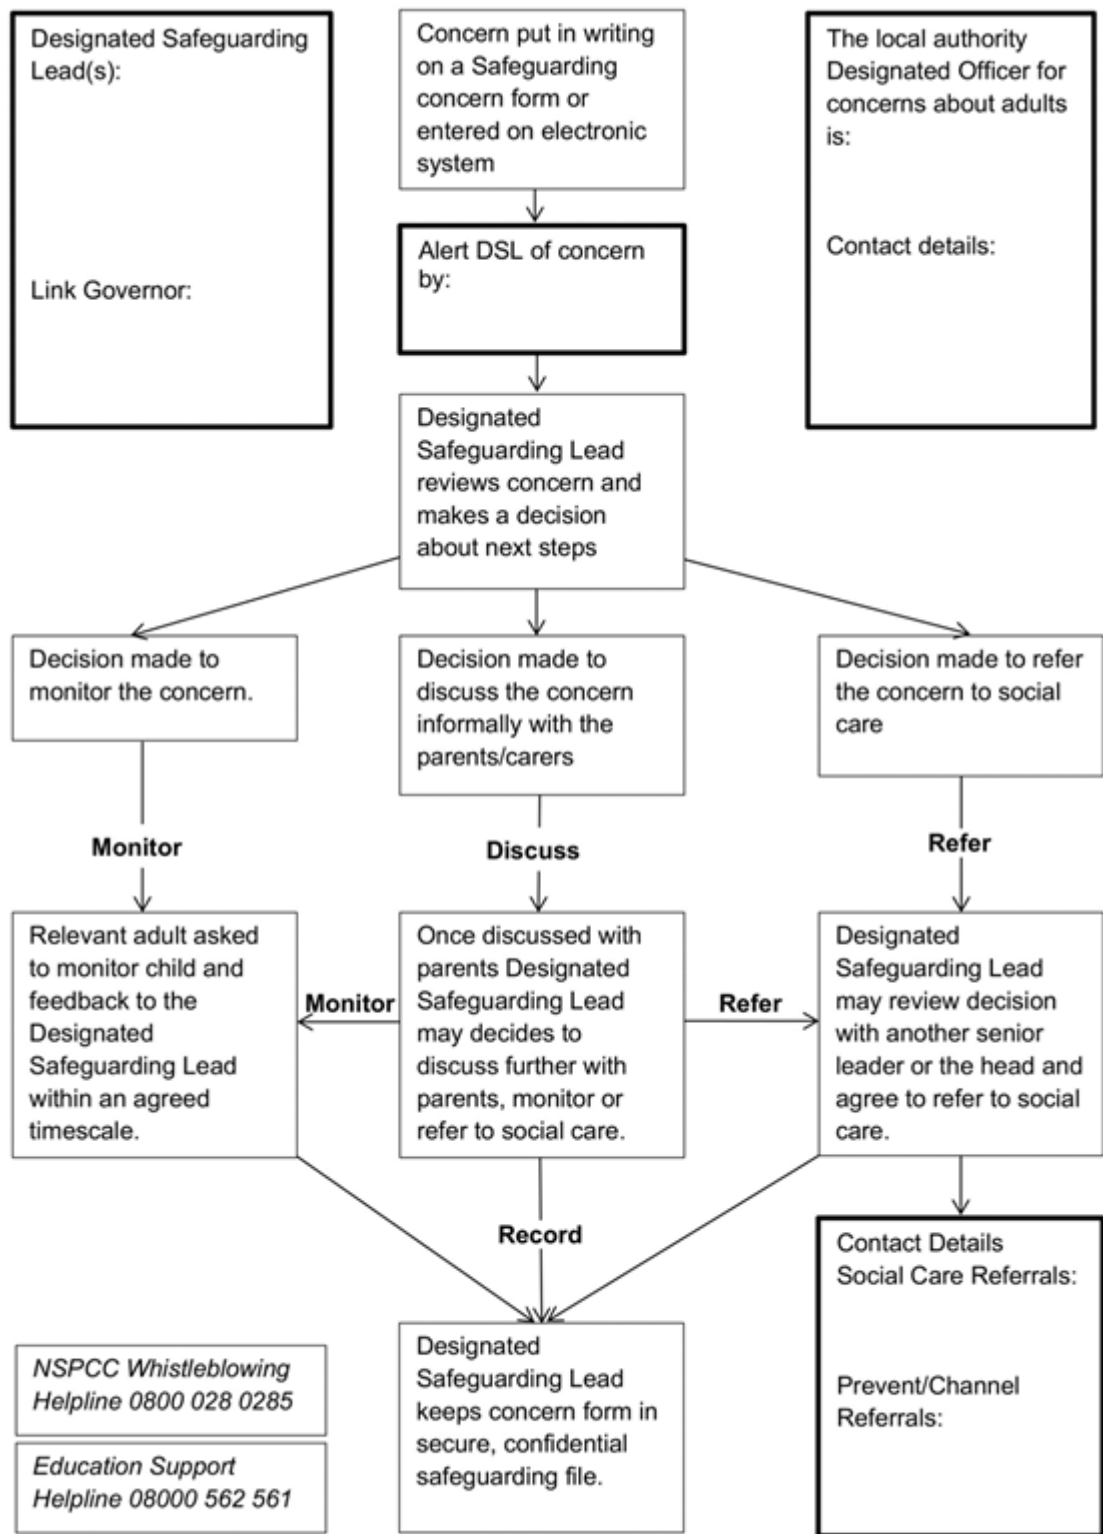 Designated Safeguarding
Lead(s):
Link Governor:
Concern put in writing
on a Safeguarding
concern form or
entered on electronic
system
The local authority
Designated Officer for
concerns about adults
is:
Contact details:
Alert DSL of concern
by:
Designated
Safeguarding Lead
reviews concern and
makes a decision
about next steps
Decision made to
monitor the concern.
Decision made to
discuss the concern
informally with the
parents/carers
Decision made to refer
the concern to social
care
Monitor
Discuss
Refer
Relevant adult asked
to monitor child and
feedback to the
Designated
Safeguarding Lead
within an agreed
timescale.
Monitor
Once discussed with
parents Designated
Safeguarding Lead
may decides to
discuss further with
parents, monitor or
refer to social care.
Refer
Designated
Safeguarding Lead
may review decision
with another senior
leader or the head and
agree to refer to social
care.
Record
Contact Details
Social Care Referrals:
Prevent/Channel
Referrals:
Designated
Safeguarding Lead
keeps concern form in
secure, confidential
safeguarding file.
NSPCC Whistleblowing
Helpline 0800 028 0285
Education Support
Helpline 08000 562 561